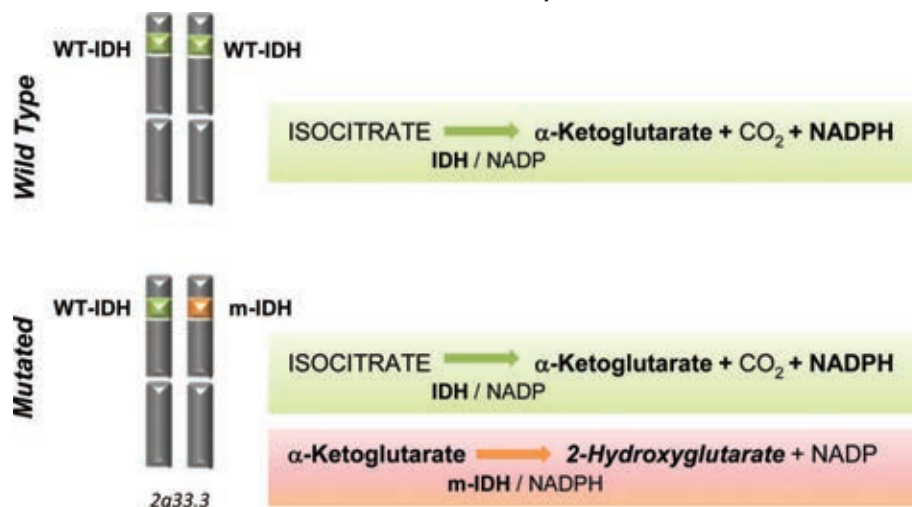 Wild Type
WT-IDH WT-IDH
ISOCITRATE α-Ketoglutarate + CO₂ + NADPH
IDH / NADP
Mutated
WT-IDH m-IDH
ISOCITRATE α-Ketoglutarate + CO₂ + NADPH
IDH / NADP
α-Ketoglutarate 2-Hydroxyglutarate + NADP
m-IDH / NADPH
2q33.3